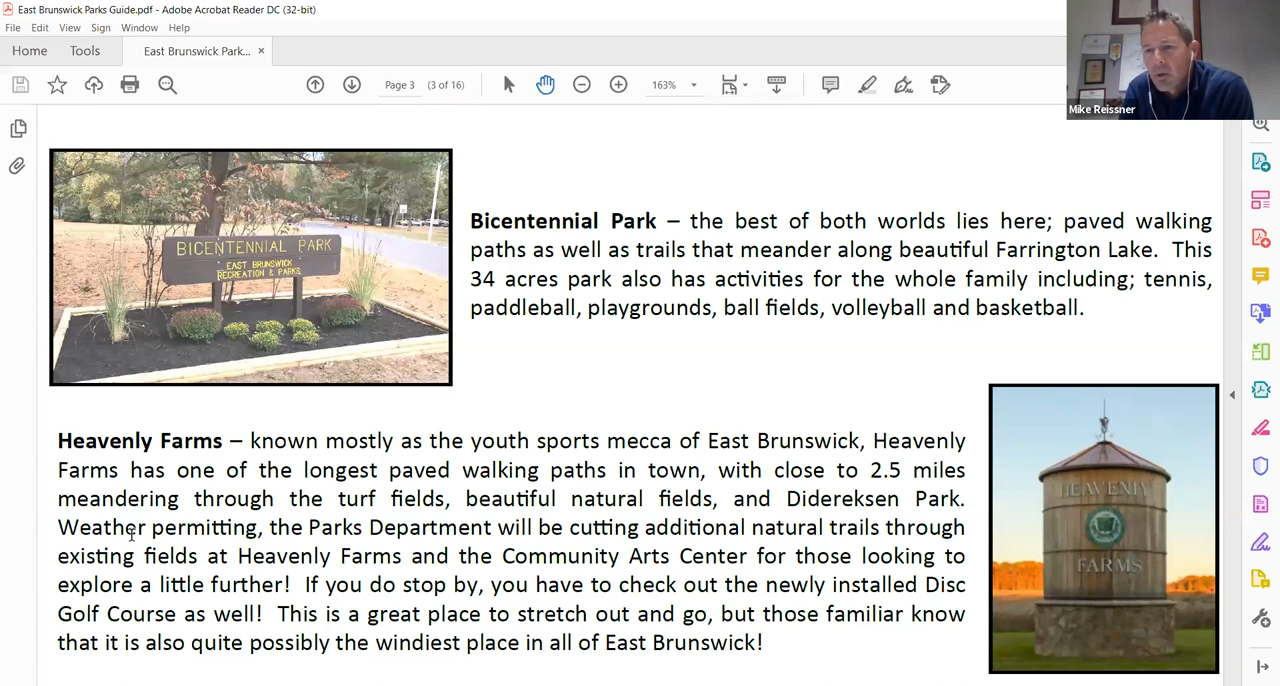 East Brunswick Parks Guide.pdf - Adobe Acrobat Reader DC (32-bit)
File Edit View Sign Window Help
Home Tools East Brunswick Park... ×
Page 3 (3 of 16) 163%
Mike Reissner
BICENTENNIAL PARK
EAST BRUNSWICK
RECREATION & PARKS
Bicentennial Park – the best of both worlds lies here; paved walking
paths as well as trails that meander along beautiful Farrington Lake. This
34 acres park also has activities for the whole family including; tennis,
paddleball, playgrounds, ball fields, volleyball and basketball.
Heavenly Farms – known mostly as the youth sports mecca of East Brunswick, Heavenly
Farms has one of the longest paved walking paths in town, with close to 2.5 miles
meandering through the turf fields, beautiful natural fields, and Didereksen Park.
Weather permitting, the Parks Department will be cutting additional natural trails through
existing fields at Heavenly Farms and the Community Arts Center for those looking to
explore a little further! If you do stop by, you have to check out the newly installed Disc
Golf Course as well! This is a great place to stretch out and go, but those familiar know
that it is also quite possibly the windiest place in all of East Brunswick!
HEAVENLY
FARMS